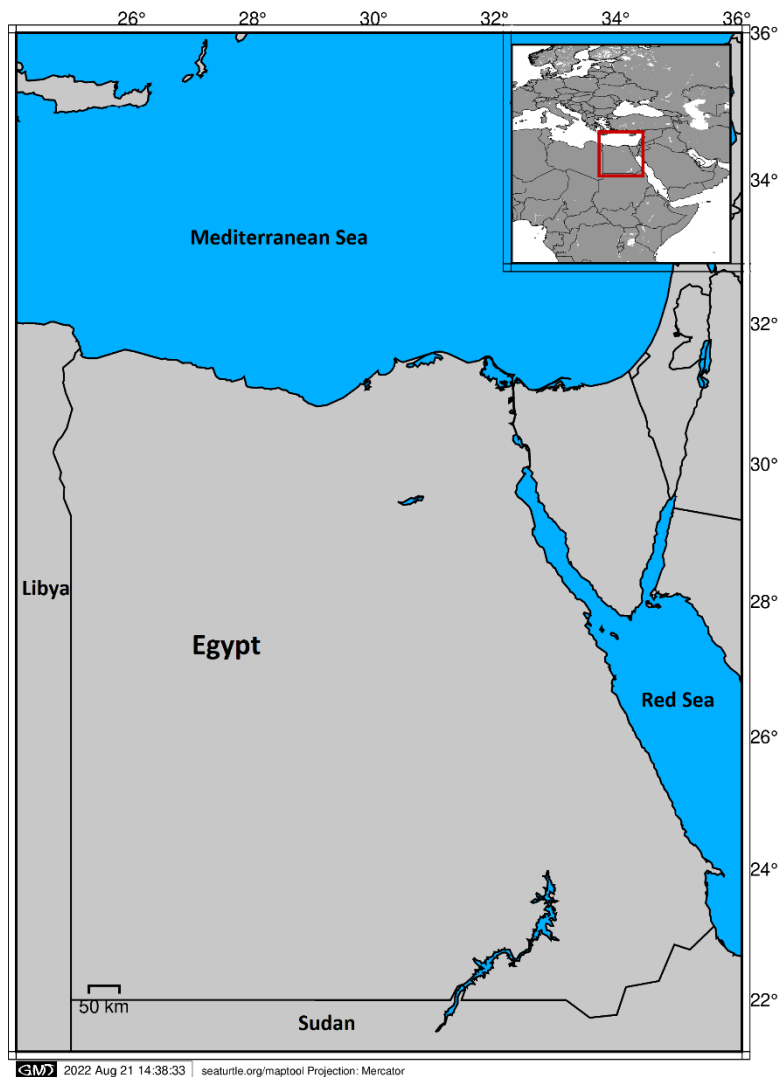 26° 28° 30° 32° 34° 36°
36°
34°
Mediterranean Sea
32°
30°
Libya
28°
Egypt
Red Sea
26°
24°
50 km
22°
Sudan
GMD 2022 Aug 21 14:38:33 seaturtle.org/maptool Projection: Mercator